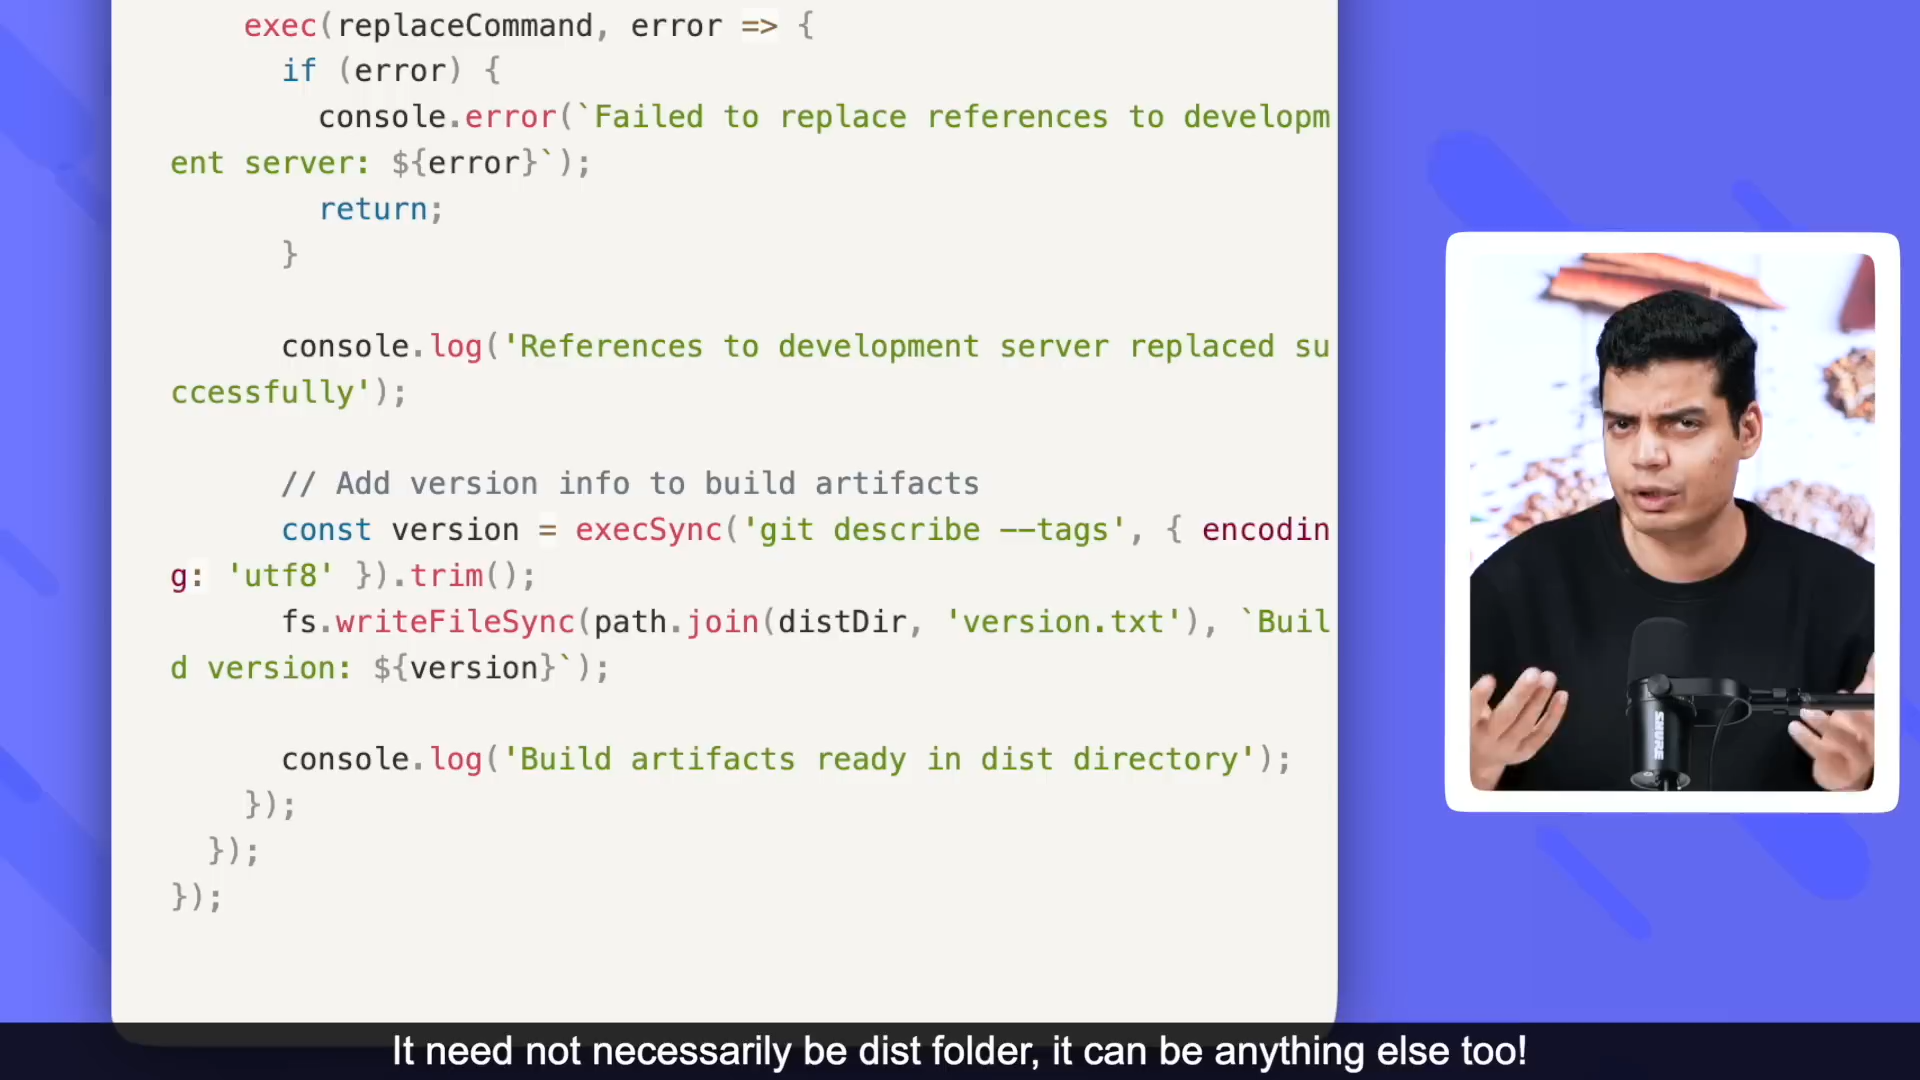 exec(replaceCommand, error => {
if (error) {
console.error(`Failed to replace references to developm
ent server: ${error}`);
return;
}
console.log('References to development server replaced su
ccessfully');
// Add version info to build artifacts
const version = execSync('git describe --tags', { encodin
g: 'utf8' }).trim();
fs.writeFileSync(path.join(distDir, 'version.txt'), `Buil
d version: ${version}`);
console.log('Build artifacts ready in dist directory');
});
});
});
SHURE
It need not necessarily be dist folder, it can be anything else too!